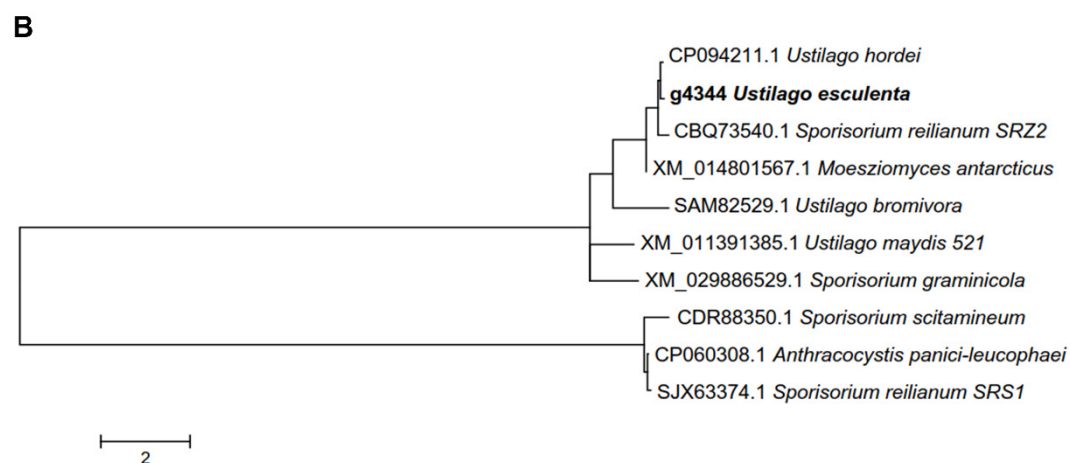 B
CP094211.1 Ustilago hordei
g4344 Ustilago esculenta
CBQ73540.1 Sporisorium reilianum SRZ2
XM_014801567.1 Moesziomyces antarcticus
SAM82529.1 Ustilago bromivora
XM_011391385.1 Ustilago maydis 521
XM_029886529.1 Sporisorium graminicola
CDR88350.1 Sporisorium scitamineum
CP060308.1 Anthracocystis panici-leucophaei
SJX63374.1 Sporisorium reilianum SRS1
2